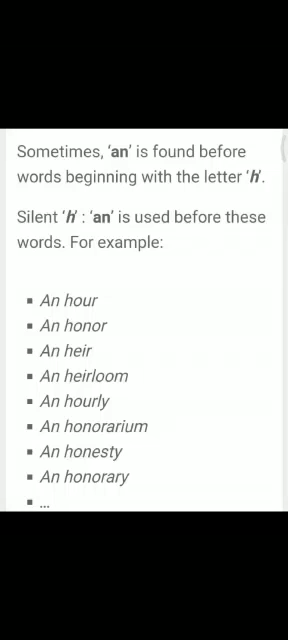 Sometimes, ‘an’ is found before
words beginning with the letter ‘h’.
Silent ‘h’ : ‘an’ is used before these
words. For example:
▪ An hour
▪ An honor
▪ An heir
▪ An heirloom
▪ An hourly
▪ An honorarium
▪ An honesty
▪ An honorary
▪ ...